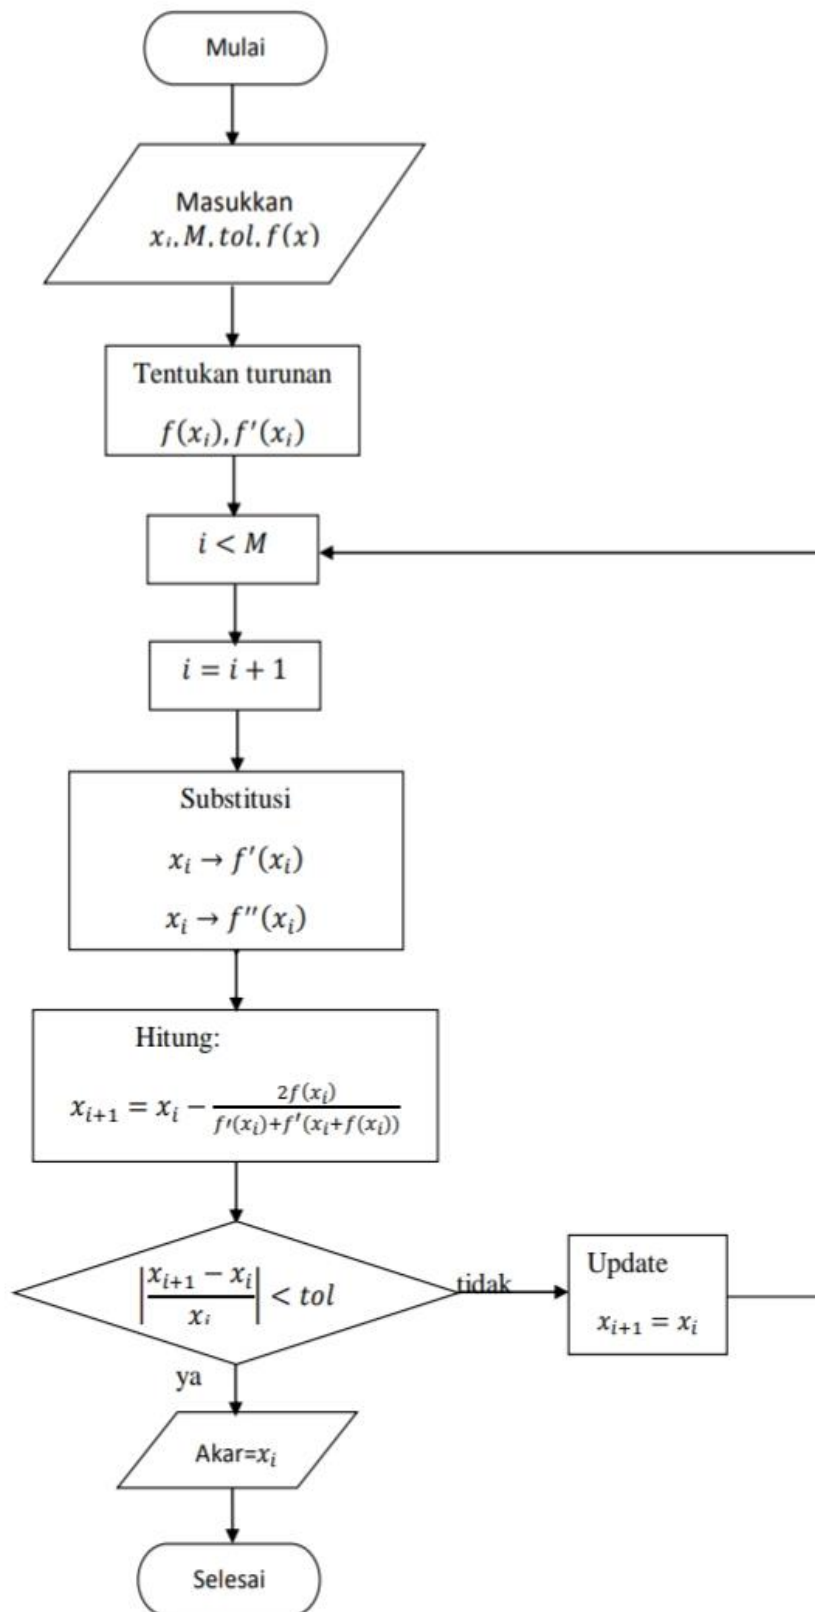 Mulai
Masukkan
xᵢ. M. tol. f(x)
Tentukan turunan
f(xᵢ), f′(xᵢ)
i < M
i = i + 1
Substitusi
xᵢ → f′(xᵢ)
xᵢ → f″(xᵢ)
Hitung:
xᵢ₊₁ = xᵢ − 2f(xᵢ) / f′(xᵢ)+f′(xᵢ+f(xᵢ))
|xᵢ₊₁ − xᵢ / xᵢ| < tol
tidak
Update
xᵢ₊₁ = xᵢ
ya
Akar=xᵢ
Selesai